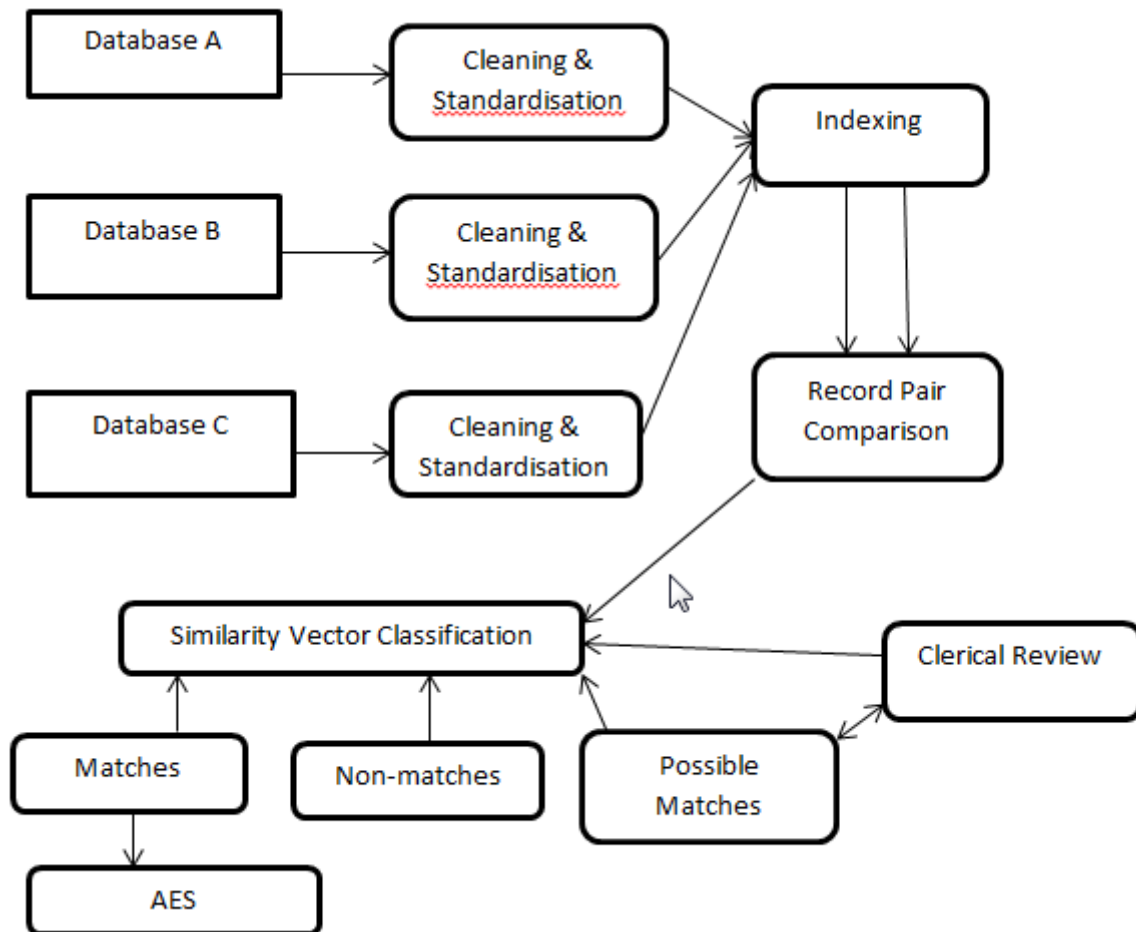 Database A
Cleaning &
Standardisation
Indexing
Database B
Cleaning &
Standardisation
Record Pair
Comparison
Database C
Cleaning &
Standardisation
Similarity Vector Classification
Clerical Review
Matches
Non-matches
Possible
Matches
AES